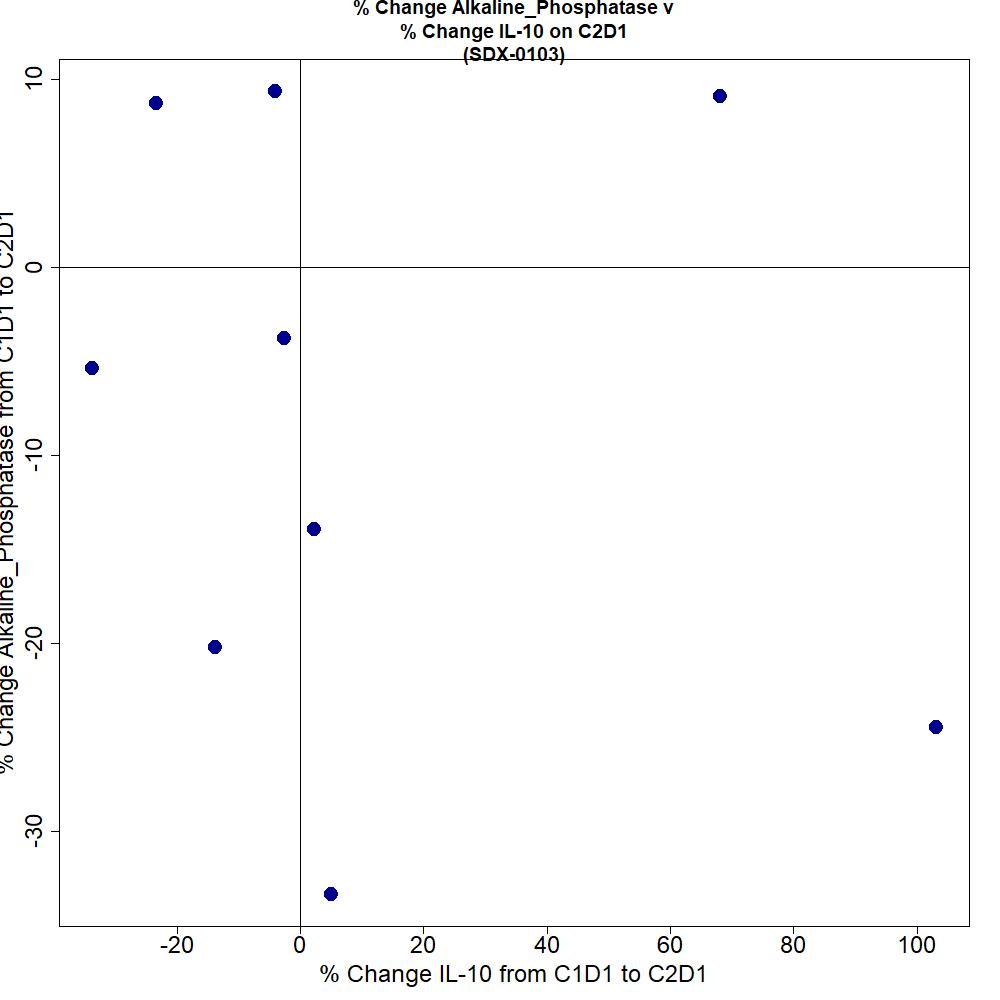 % Change Alkaline_Phosphatase v
% Change IL-10 on C2D1
(SDX-0103)
% Change Alkaline_Phosphatase from C1D1 to C2D1
10
0
-10
-20
-30
-20
0
20
40
60
80
100
% Change IL-10 from C1D1 to C2D1